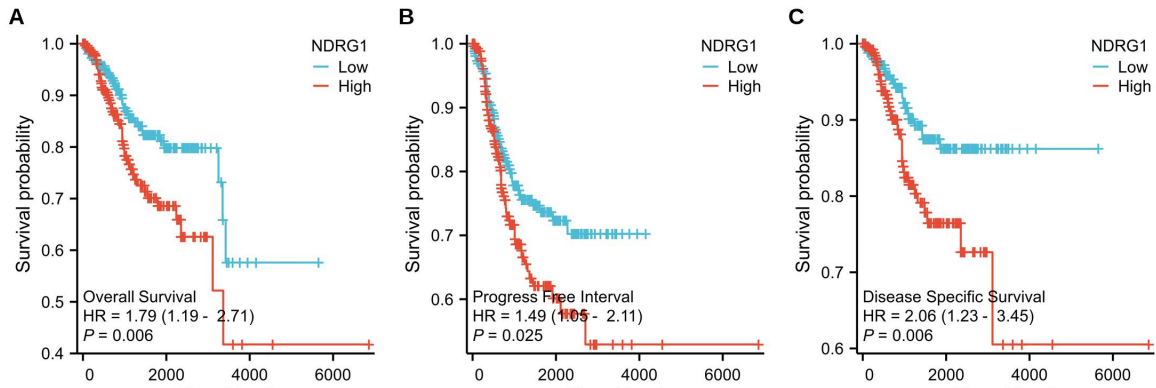 A
NDRG1
Low
High
Survival probability
1.0
0.9
0.8
0.7
0.6
0.5
0.4
Overall Survival
HR = 1.79 (1.19 - 2.71)
P = 0.006
0 2000 4000 6000
B
NDRG1
Low
High
Survival probability
1.0
0.9
0.8
0.7
0.6
Progress Free Interval
HR = 1.49 (1.05 - 2.11)
P = 0.025
0 2000 4000 6000
C
NDRG1
Low
High
Survival probability
1.0
0.9
0.8
0.7
0.6
Disease Specific Survival
HR = 2.06 (1.23 - 3.45)
P = 0.006
0 2000 4000 6000